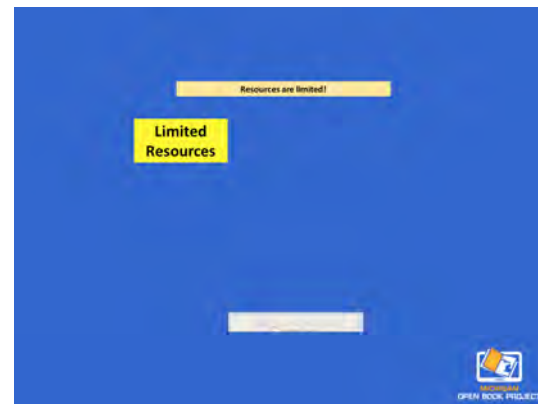 Resources are limited!
Limited
Resources
MICHIGAN
OPEN BOOK PROJECT